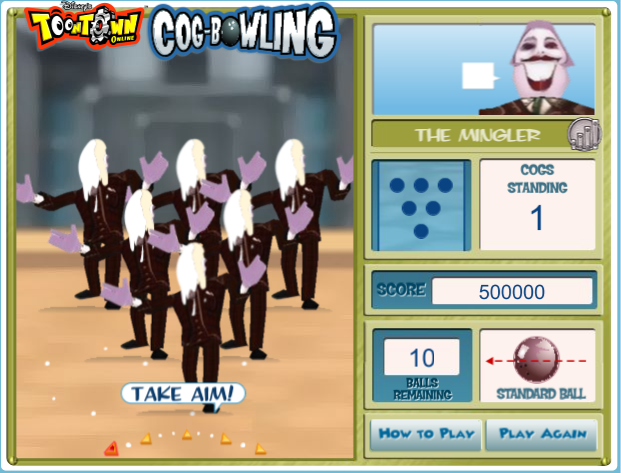 Disney's
TOONTOWN
ONLINE
COG-BOWLING
THE MINGLER
COGS
STANDING
1
SCORE 500000
10
BALLS
REMAINING
STANDARD BALL
TAKE AIM!
HOW TO PLAY
PLAY AGAIN